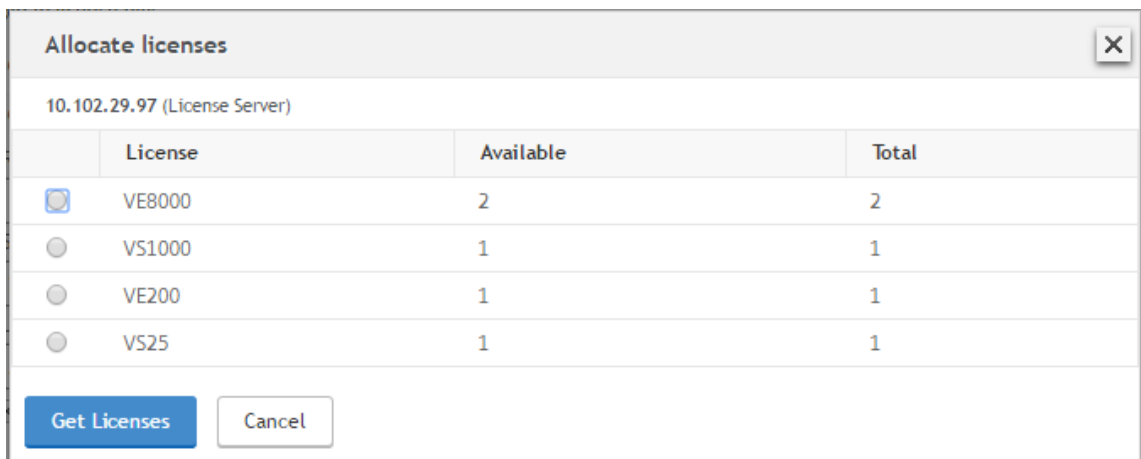 Allocate licenses
10.102.29.97 (License Server)
License Available Total
VE8000 2 2
VS1000 1 1
VE200 1 1
VS25 1 1
Get Licenses Cancel